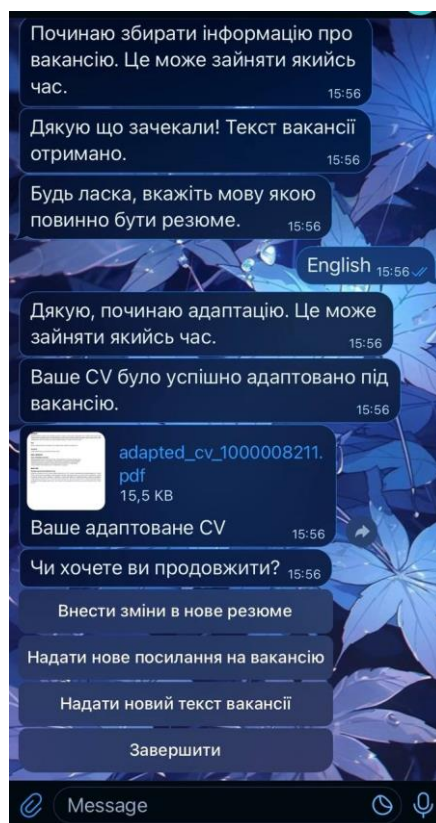 Починаю збирати інформацію про
вакансію. Це може зайняти якийсь
час.
15:56
Дякую що зачекали! Текст вакансії
отримано.
15:56
Будь ласка, вкажіть мову якою
повинно бути резюме.
15:56
English 15:56
Дякую, починаю адаптацію. Це може
зайняти якийсь час.
15:56
Ваше CV було успішно адаптовано під
вакансію.
15:56
adapted_cv_1000008211.
pdf
15,5 KB
Ваше адаптоване CV
15:56
Чи хочете ви продовжити? 15:56
Внести зміни в нове резюме
Надати нове посилання на вакансію
Надати новий текст вакансії
Завершити
Message